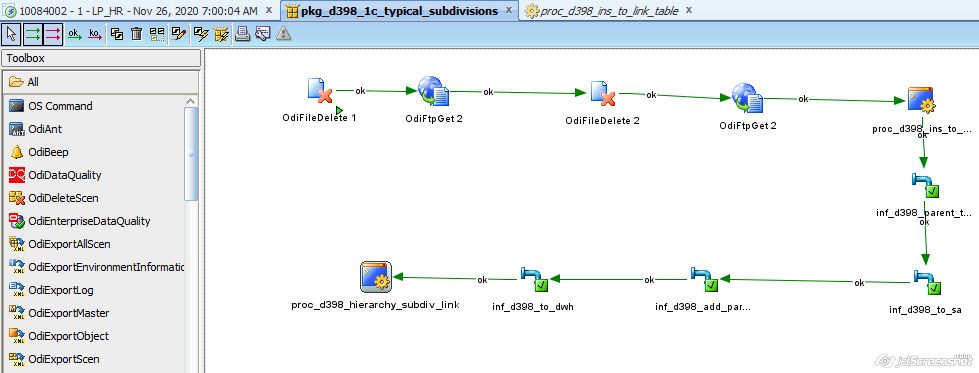 10084002 - 1 - LP_HR - Nov 26, 2020 7:00:04 AM x pkg_d398_1c_typical_subdivisions x proc_d398_ins_to_link_table x
ok ko
Toolbox
All
OS Command
OdiAnt
OdiBeep
OdiDataQuality
OdiDeleteScen
OdiEnterpriseDataQuality
OdiExportAllScen
OdiExportEnvironmentInformatic
OdiExportLog
OdiExportMaster
OdiExportObject
OdiExportScen
ok ok ok ok
OdiFileDelete 1 OdiFtpGet 2 OdiFileDelete 2 OdiFtpGet 2 proc_d398_ins_to_...
ok
inf_d398_parent_t...
ok
ok ok ok ok
proc_d398_hierarchy_subdiv_link inf_d398_to_dwh inf_d398_add_par... inf_d398_to_sa
jetScreenshot